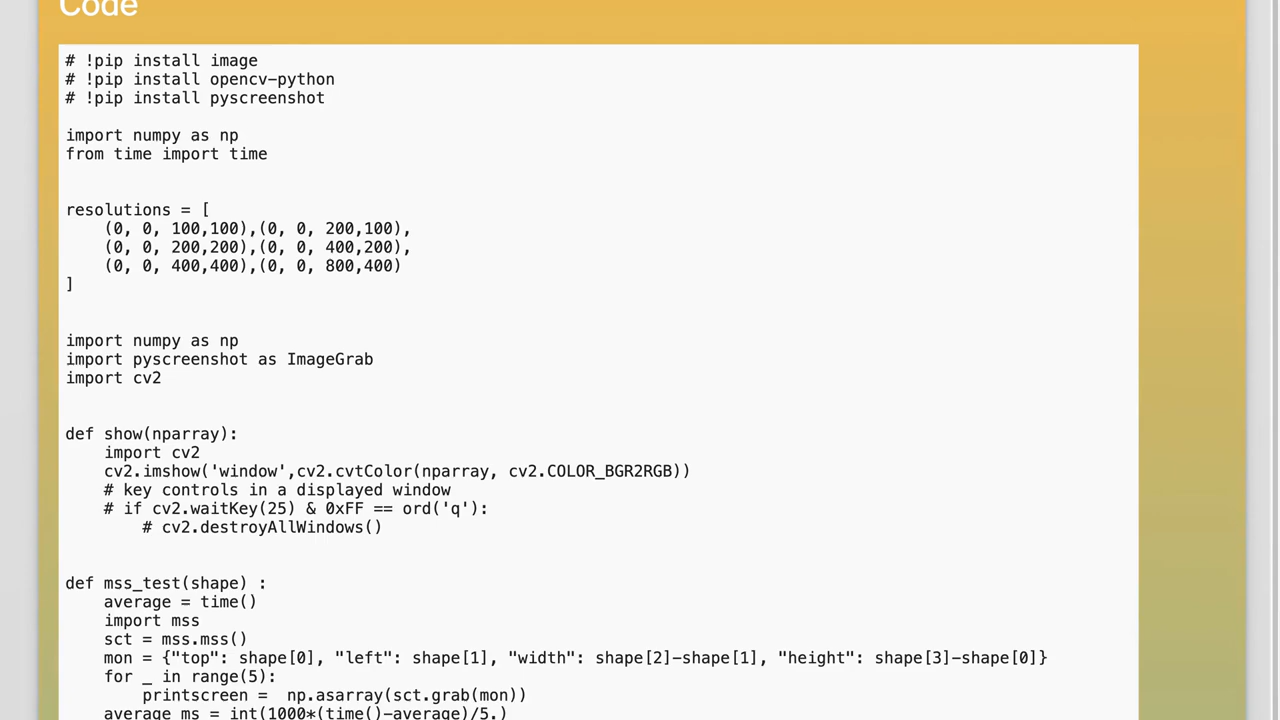 Code
# !pip install image
# !pip install opencv-python
# !pip install pyscreenshot
import numpy as np
from time import time
resolutions = [
(0, 0, 100,100),(0, 0, 200,100),
(0, 0, 200,200),(0, 0, 400,200),
(0, 0, 400,400),(0, 0, 800,400)
]
import numpy as np
import pyscreenshot as ImageGrab
import cv2
def show(nparray):
import cv2
cv2.imshow('window',cv2.cvtColor(nparray, cv2.COLOR_BGR2RGB))
# key controls in a displayed window
# if cv2.waitKey(25) & 0xFF == ord('q'):
# cv2.destroyAllWindows()
def mss_test(shape) :
average = time()
import mss
sct = mss.mss()
mon = {"top": shape[0], "left": shape[1], "width": shape[2]-shape[1], "height": shape[3]-shape[0]}
for _ in range(5):
printscreen =  np.asarray(sct.grab(mon))
average_ms = int(1000*(time()-average)/5.)